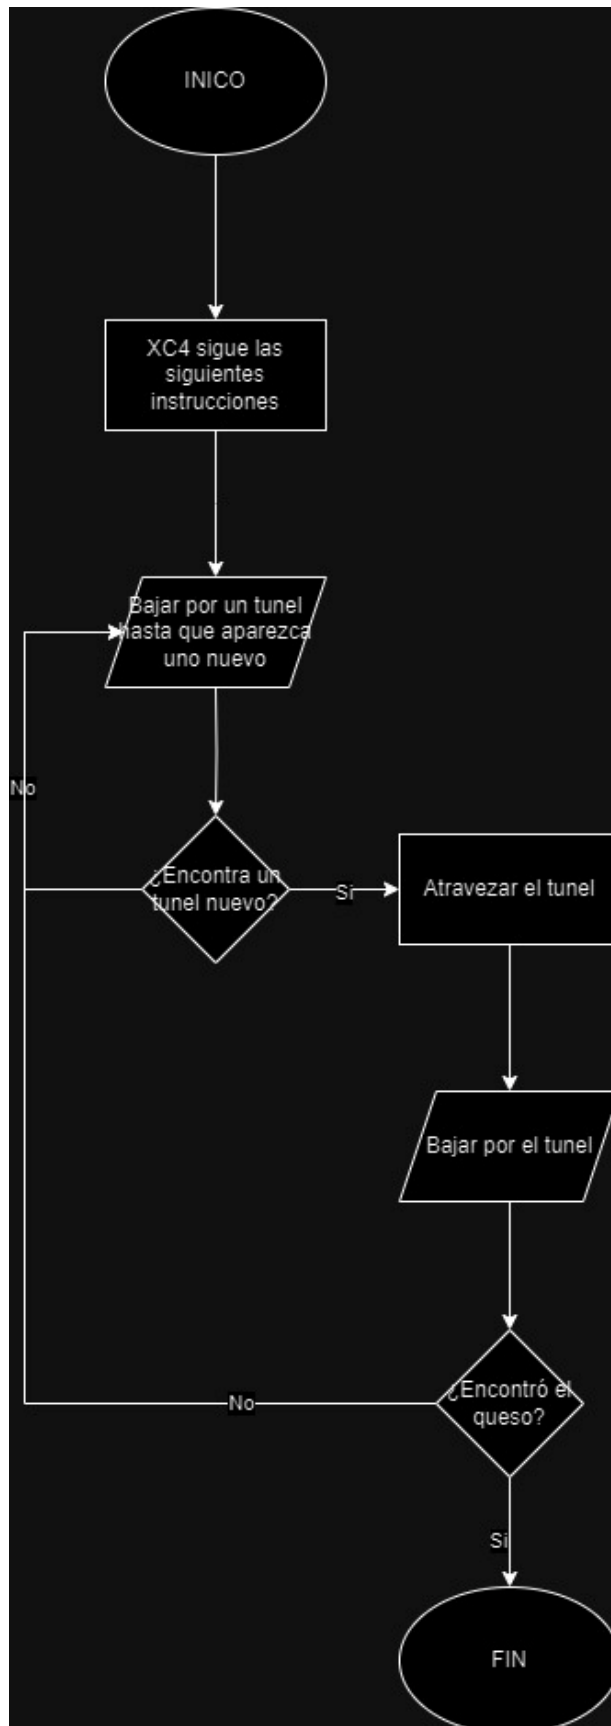 INICO
XC4 sigue las
siguientes
instrucciones
Bajar por un tunel
hasta que aparezca
uno nuevo
No
¿Encontra un
tunel nuevo?
Si
Atravezar el tunel
Bajar por el tunel
¿Encontró el
queso?
No
Si
FIN